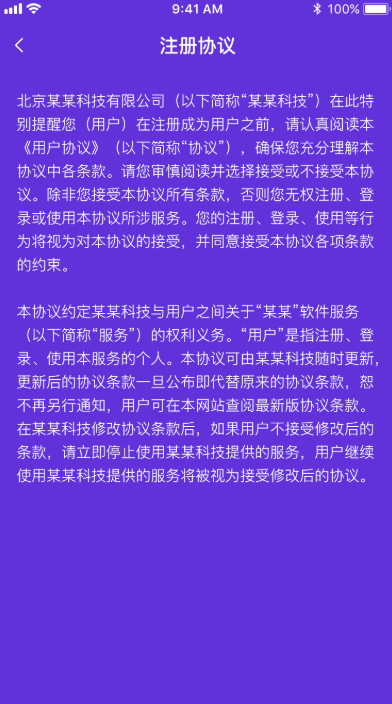 9:41 AM
100%
注册协议
北京某某科技有限公司（以下简称“某某科技”）在此特
别提醒您（用户）在注册成为用户之前，请认真阅读本
《用户协议》（以下简称“协议”），确保您充分理解本
协议中各条款。请您审慎阅读并选择接受或不接受本协
议。除非您接受本协议所有条款，否则您无权注册、登
录或使用本协议所涉服务。您的注册、登录、使用等行
为将视为对本协议的接受，并同意接受本协议各项条款
的约束。
本协议约定某某科技与用户之间关于“某某”软件服务
（以下简称“服务”）的权利义务。“用户”是指注册、登
录、使用本服务的个人。本协议可由某某科技随时更新，
更新后的协议条款一旦公布即代替原来的协议条款，恕
不再另行通知，用户可在本网站查阅最新版协议条款。
在某某科技修改协议条款后，如果用户不接受修改后的
条款，请立即停止使用某某科技提供的服务，用户继续
使用某某科技提供的服务将被视为接受修改后的协议。